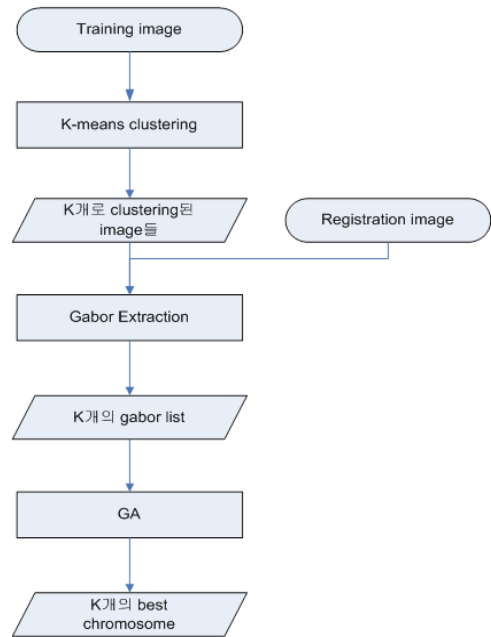 Training image
K-means clustering
K개로 clustering된
image들
Registration image
Gabor Extraction
K개의 gabor list
GA
K개의 best
chromosome